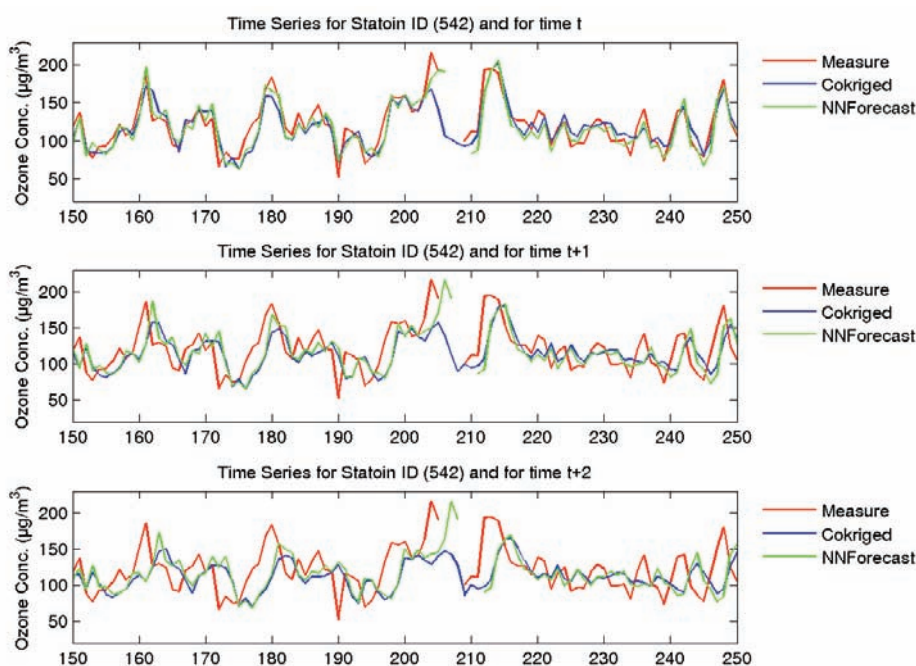 Time Series for Statoin ID (542) and for time t
Ozone Conc. (µg/m³)
200
150
100
50
150 160 170 180 190 200 210 220 230 240 250
Measure
Cokriged
NNForecast
Time Series for Statoin ID (542) and for time t+1
Ozone Conc. (µg/m³)
200
150
100
50
150 160 170 180 190 200 210 220 230 240 250
Measure
Cokriged
NNForecast
Time Series for Statoin ID (542) and for time t+2
Ozone Conc. (µg/m³)
200
150
100
50
150 160 170 180 190 200 210 220 230 240 250
Measure
Cokriged
NNForecast